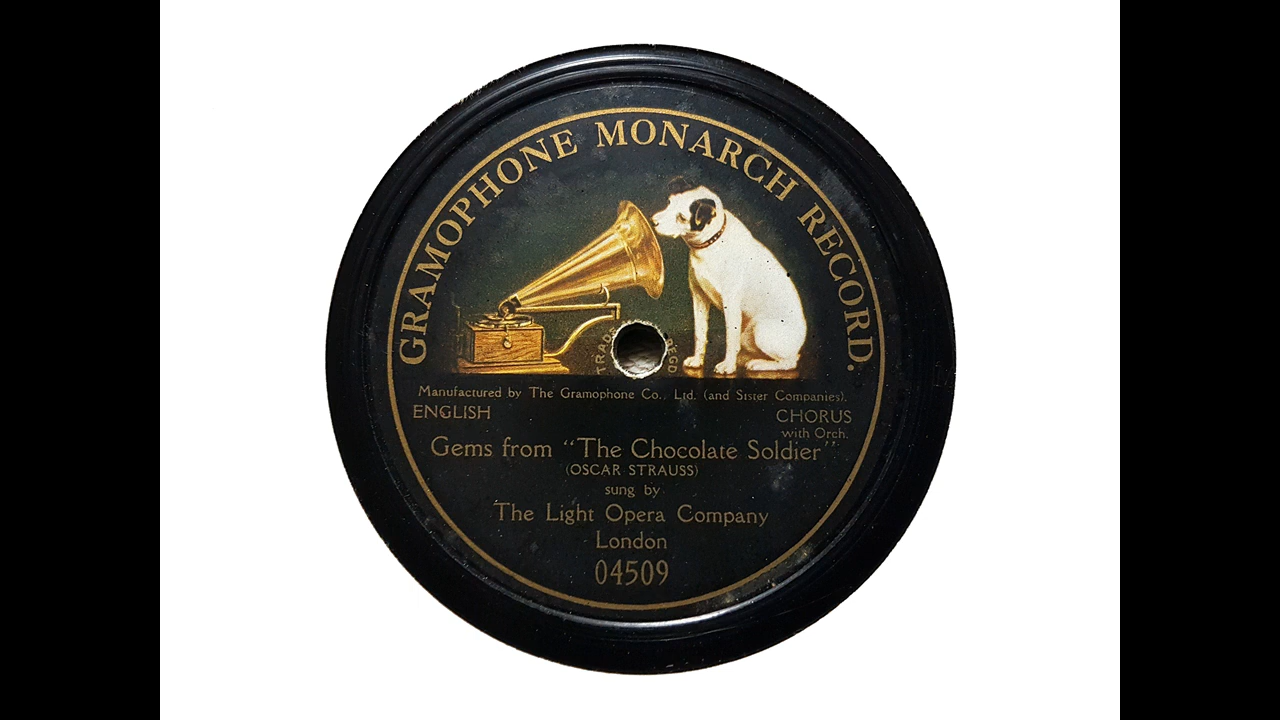 GRAMOPHONE MONARCH RECORD.
TRADE
Manufactured by The Gramophone Co., Ltd. (and Sister Companies).
ENGLISH
CHORUS
with Orch.
Gems from "The Chocolate Soldier"
(OSCAR STRAUSS)
sung by
The Light Opera Company
London
04509